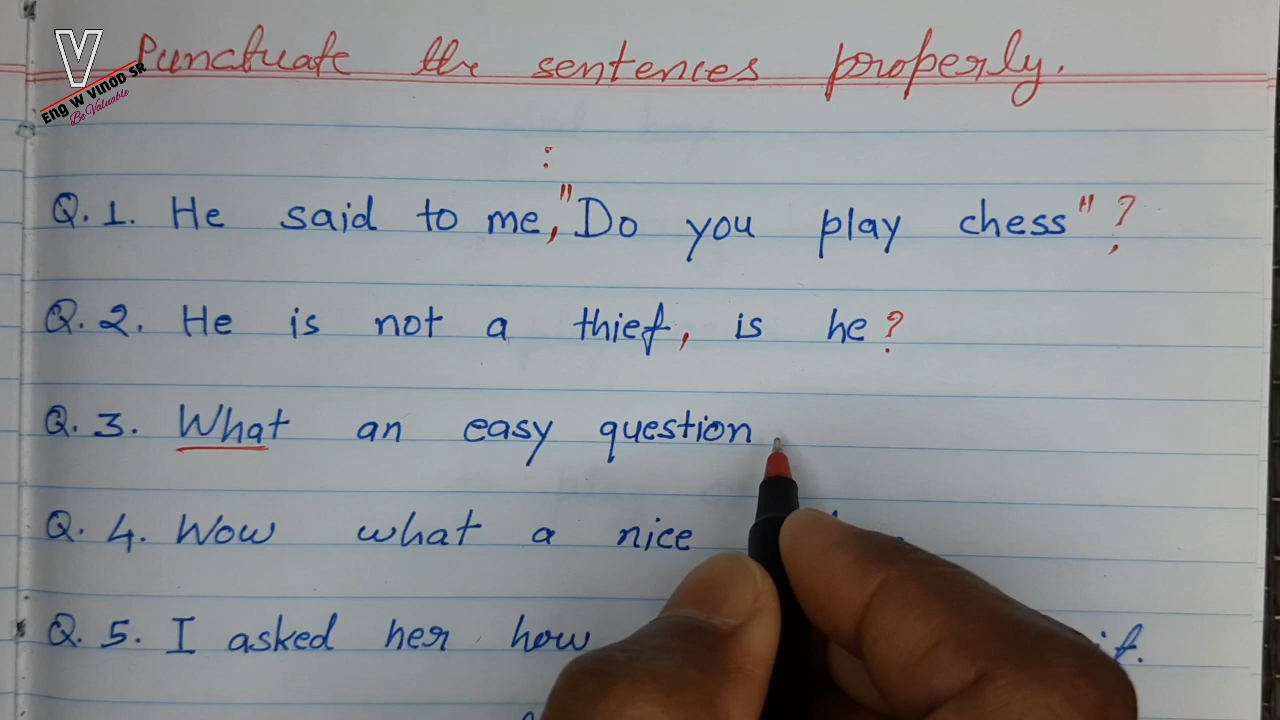 V
Eng W Vinod SR
Be Valuable
Punctuate the sentences properly.
:
Q. 1. He said to me, "Do you play chess" ?
Q. 2. He is not a thief, is he?
Q. 3. What an easy question
Q. 4. Wow what a nice
Q. 5. I asked her how it.